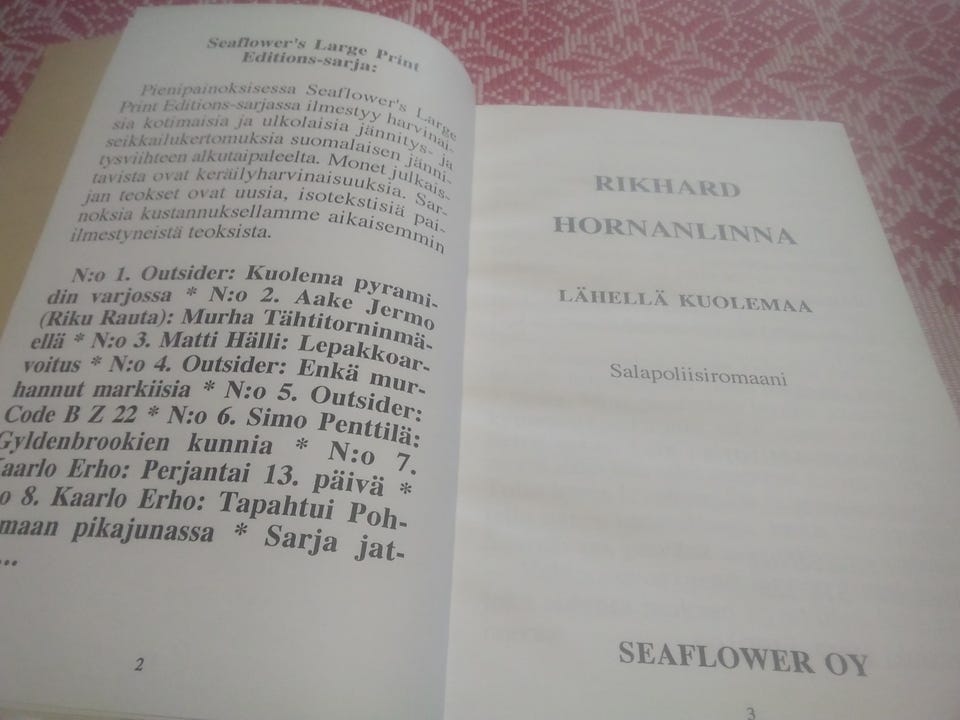 Seaflower's Large Print
Editions-sarja:
Pienipainoksisessa Seaflower's Large
Print Editions-sarjassa ilmestyy harvinai-
sia kotimaisia ja ulkolaisia jännitys- ja
seikkailukertomuksia suomalaisen jänni-
tysviihteen alkutaipaleelta. Monet julkais-
tavista ovat keräilyharvinaisuuksia. Sar-
jan teokset ovat uusia, isotekstisiä pai-
noksia kustannuksellamme aikaisemmin
ilmestyneistä teoksista.
N:o 1. Outsider: Kuolema pyrami-
din varjossa * N:o 2. Aake Jermo
(Riku Rauta): Murha Tähtitorninmä-
ellä * N:o 3. Matti Hälli: Lepakkoar-
voitus * N:o 4. Outsider: Enkä mur-
hannut markiisia * N:o 5. Outsider:
Code B Z 22 * N:o 6. Simo Penttilä:
Gyldenbrookien kunnia * N:o 7.
Kaarlo Erho: Perjantai 13. päivä *
o 8. Kaarlo Erho: Tapahtui Poh-
maan pikajunassa * Sarja jat-
...
2
RIKHARD
HORNANLINNA
LÄHELLÄ KUOLEMAA
Salapoliisiromaani
SEAFLOWER OY
3